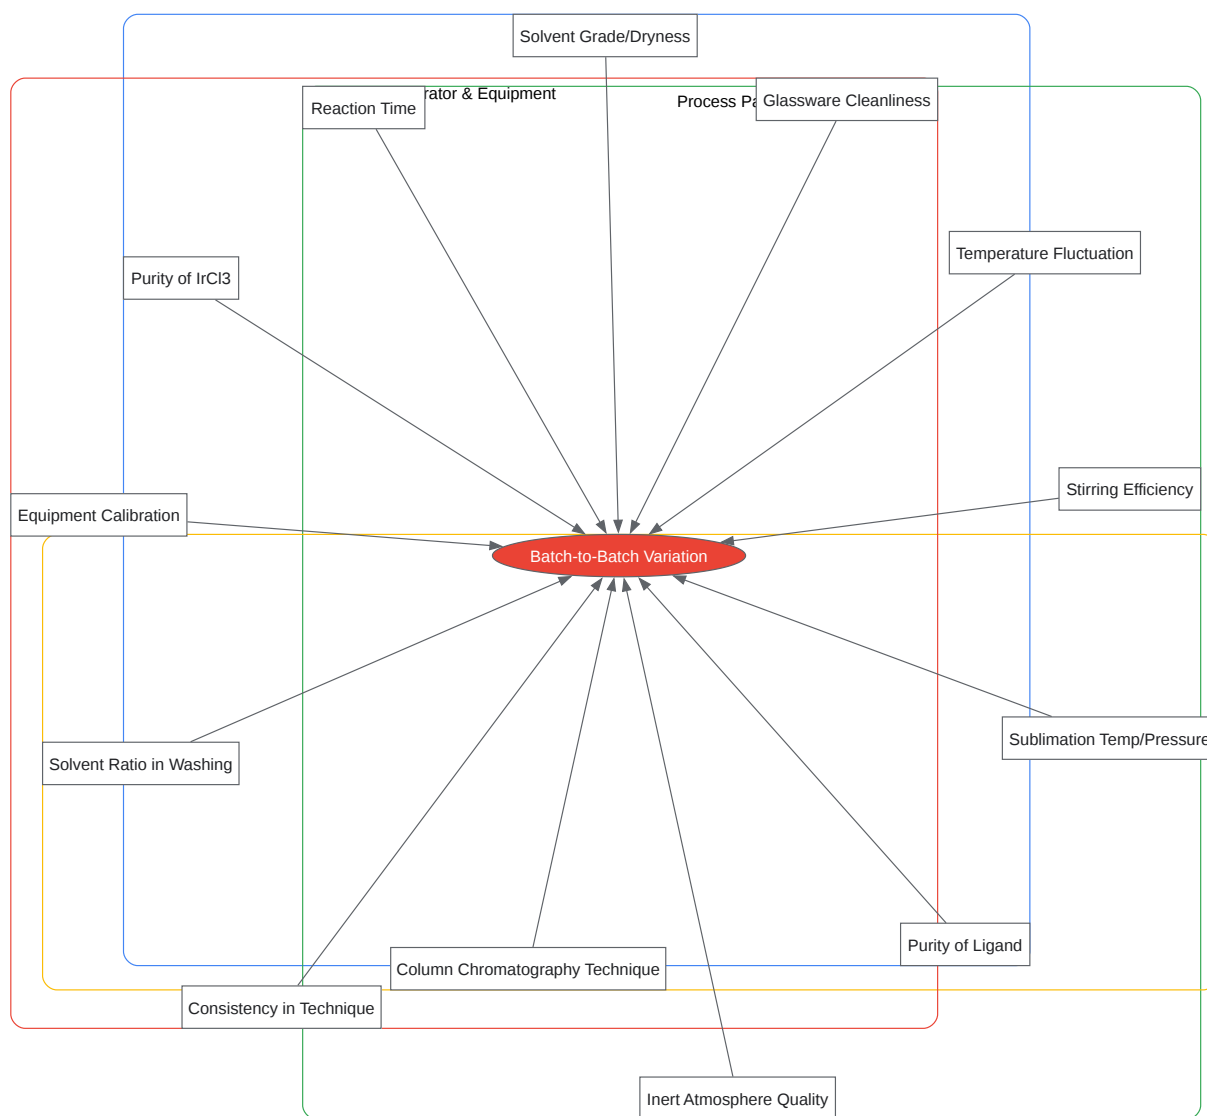 Solvent Grade/Dryness
& Equipment
Process
Glassware Cleanliness
Reaction Time
Temperature Fluctuation
Purity of IrCl3
Stirring Efficiency
Equipment Calibration
Batch-to-Batch Variation
Sublimation Temp/Pressure
Solvent Ratio in Washing
Purity of Ligand
Column Chromatography Technique
Consistency in Technique
Inert Atmosphere Quality